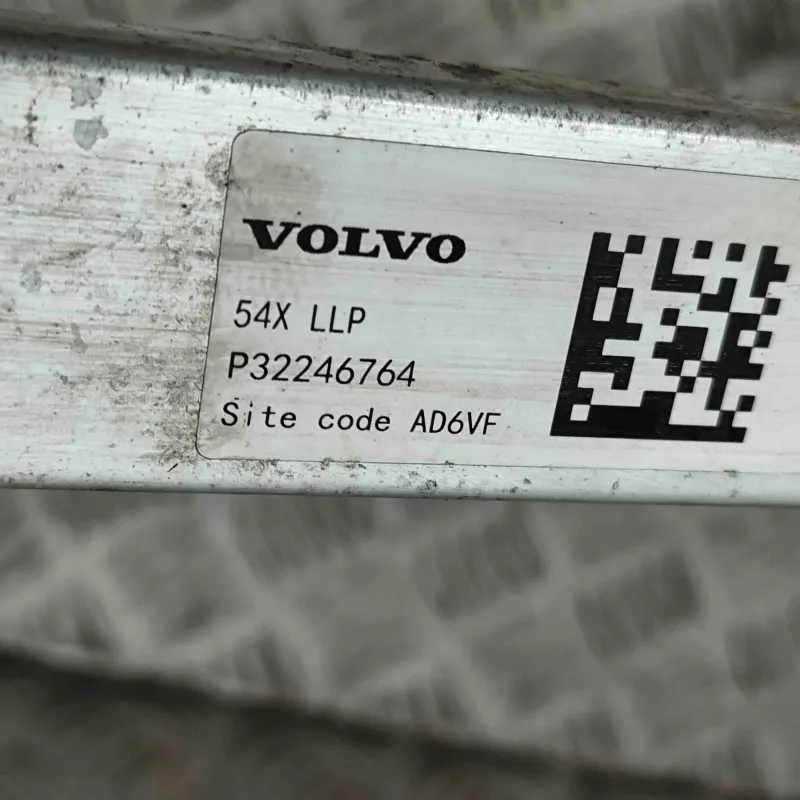 VOLVO
54X LLP
P32246764
Site code AD6VF